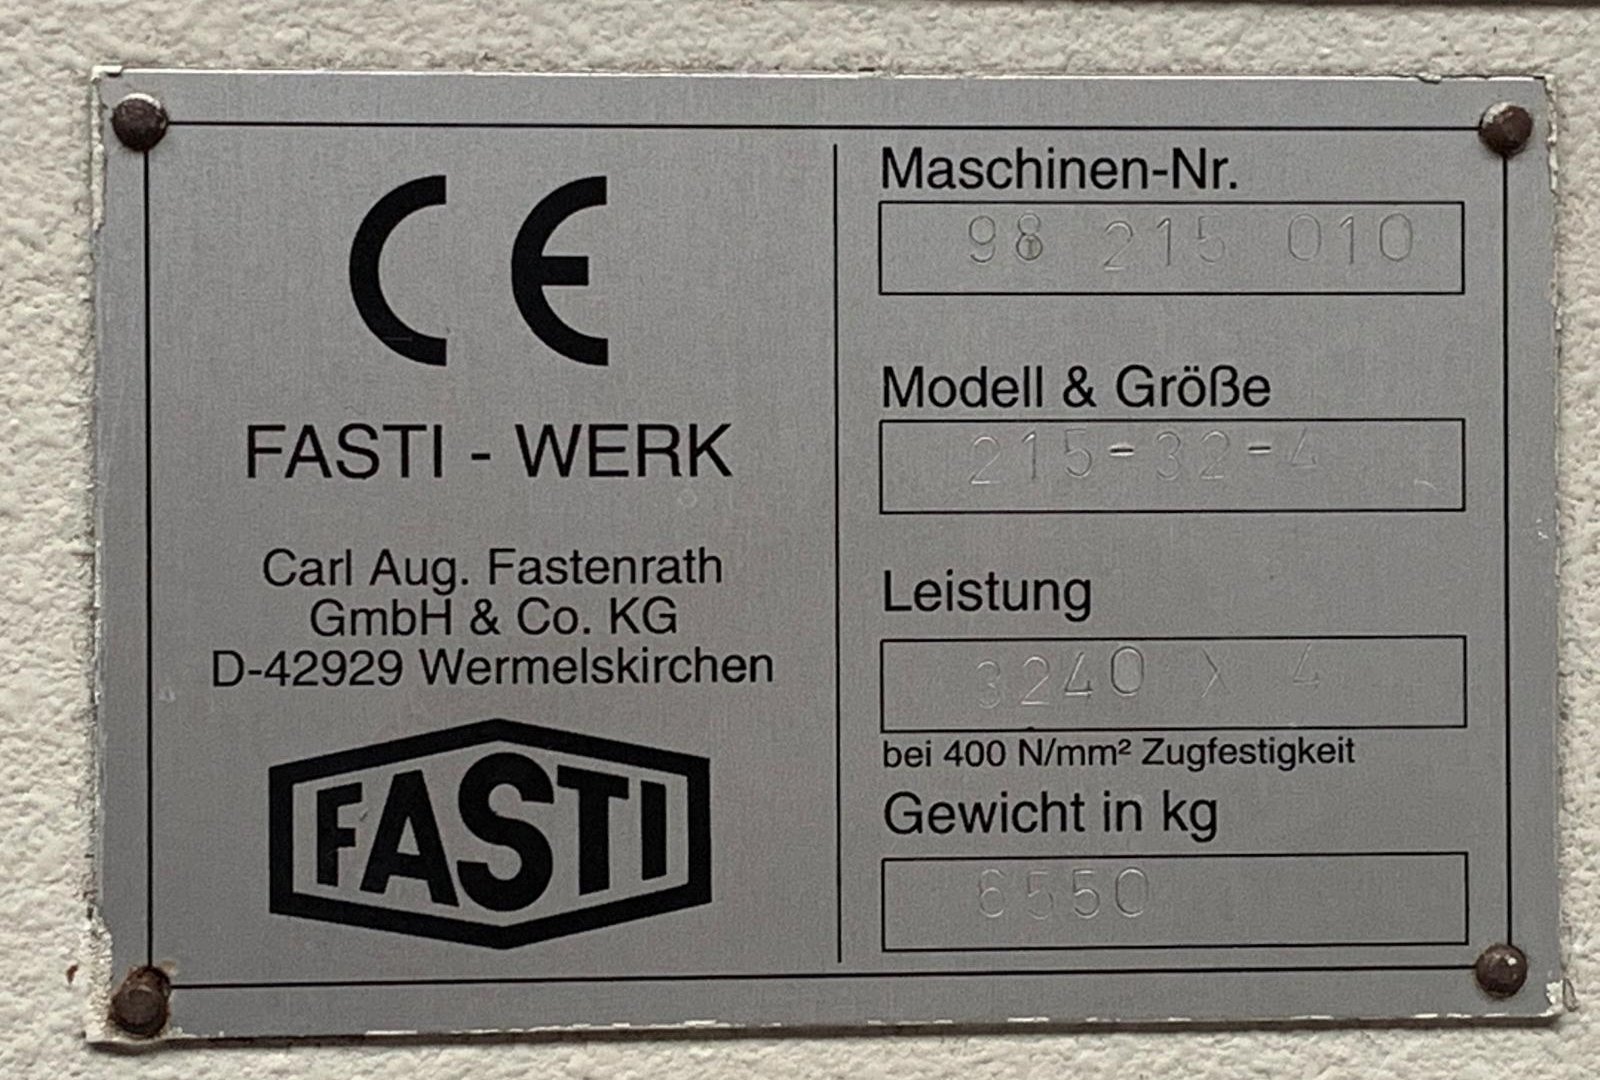 CE
FASTI - WERK
Carl Aug. Fastenrath
GmbH & Co. KG
D-42929 Wermelskirchen
FASTI
Maschinen-Nr.
98 215 010
Modell & Größe
215-32-4
Leistung
3240 x 4
bei 400 N/mm² Zugfestigkeit
Gewicht in kg
6550